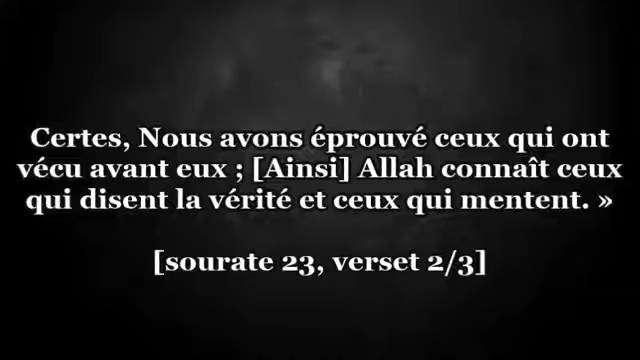 Certes, Nous avons éprouvé ceux qui ont
vécu avant eux ; [Ainsi] Allah connaît ceux
qui disent la vérité et ceux qui mentent. »
[sourate 23, verset 2/3]